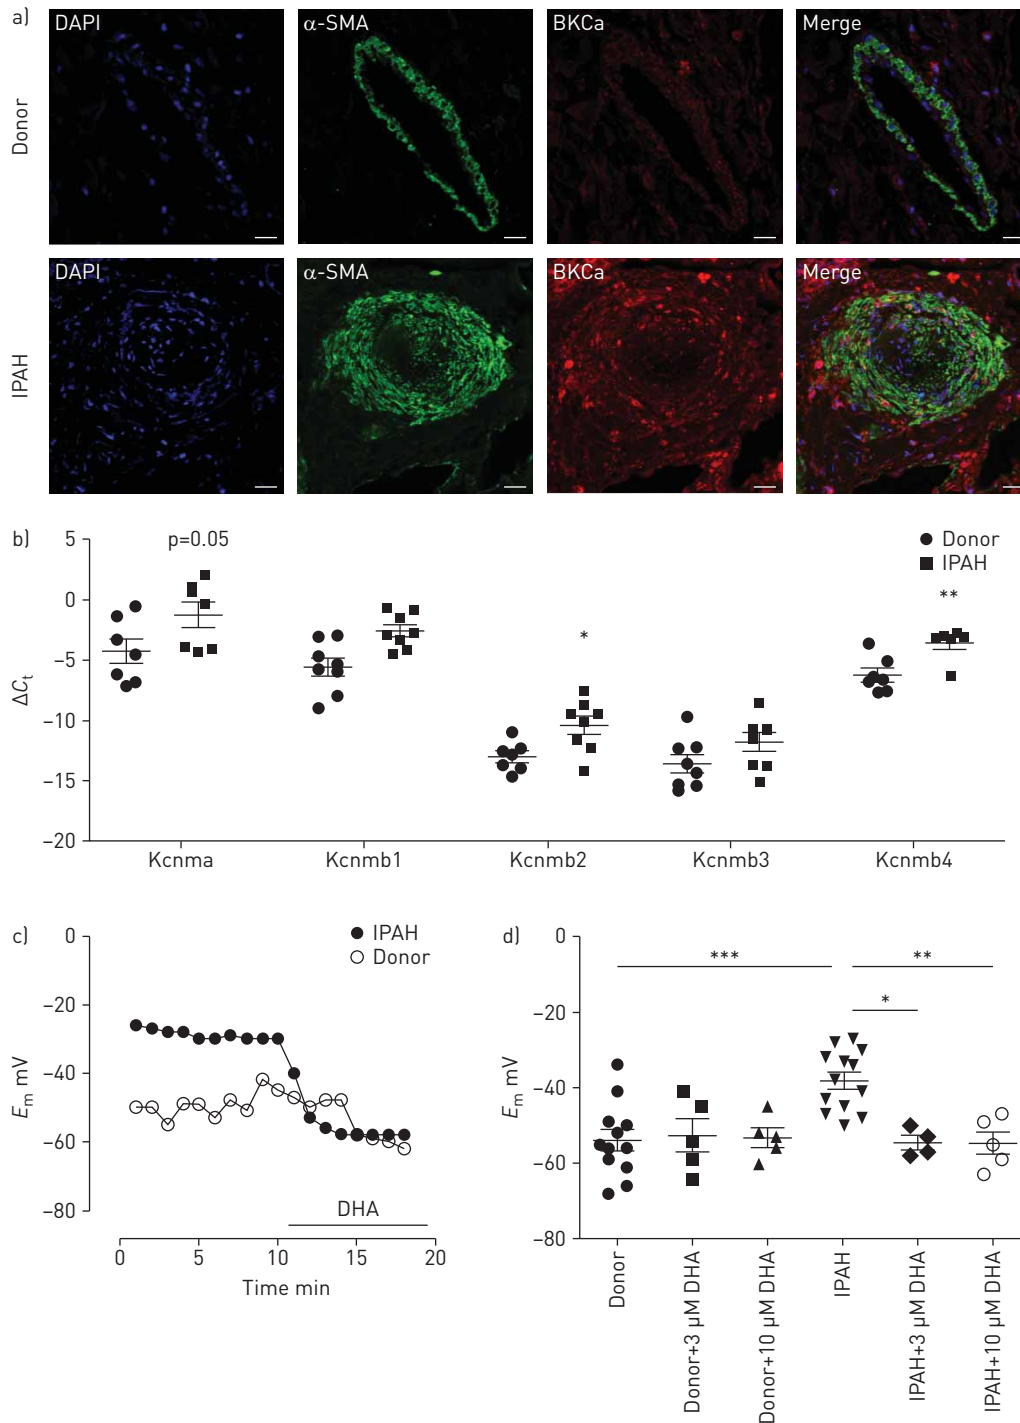 a)
DAPI
α-SMA
BKCa
Merge
Donor
DAPI
α-SMA
BKCa
Merge
IPAH
b)
5
0
−5
−10
−15
−20
ΔCt
p=0.05
*
**
Donor
IPAH
Kcnma
Kcnmb1
Kcnmb2
Kcnmb3
Kcnmb4
c)
0
−20
−40
−60
−80
Em mV
IPAH
Donor
DHA
0
5
10
15
20
Time min
d)
0
−20
−40
−60
−80
Em mV
***
**
*
Donor
Donor+3 μM DHA
Donor+10 μM DHA
IPAH
IPAH+3 μM DHA
IPAH+10 μM DHA